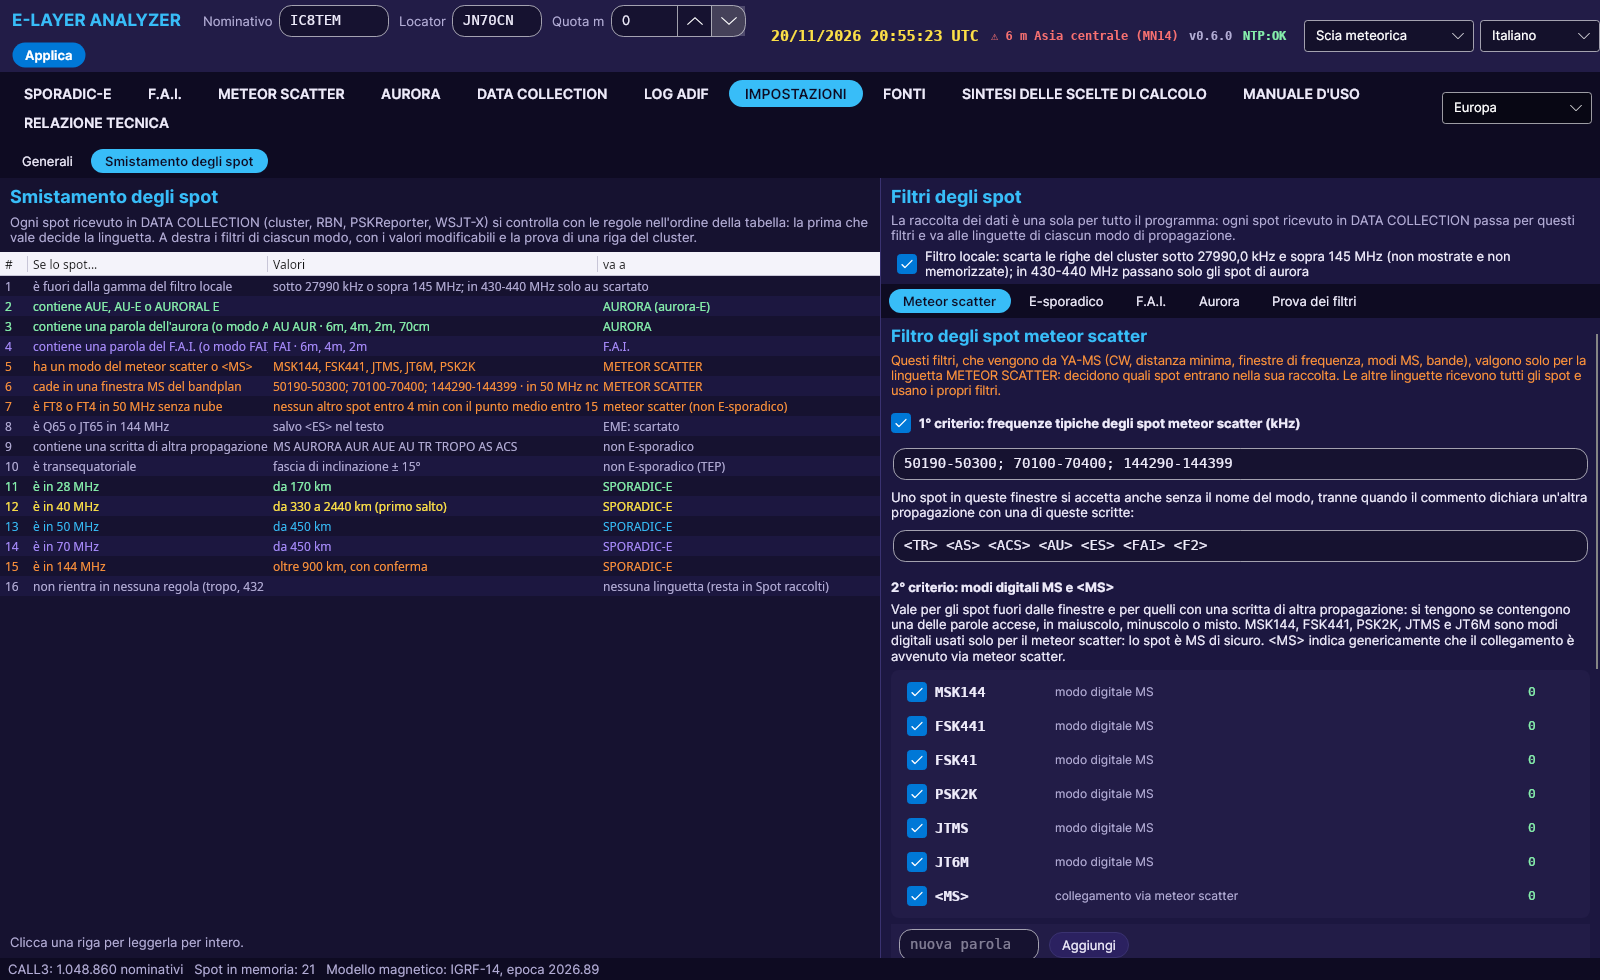 E-LAYER ANALYZER
Nominativo IC8TEM Locator JN70CN Quota m 0
20/11/2026 20:55:23 UTC ⚠ 6 m Asia centrale (MN14) v0.6.0 NTP:OK
Scia meteorica
Italiano
Applica
SPORADIC-E F.A.I. METEOR SCATTER AURORA DATA COLLECTION LOG ADIF IMPOSTAZIONI FONTI SINTESI DELLE SCELTE DI CALCOLO MANUALE D'USO
RELAZIONE TECNICA
Europa
Generali Smistamento degli spot
Smistamento degli spot
Ogni spot ricevuto in DATA COLLECTION (cluster, RBN, PSKReporter, WSJT-X) si controlla con le regole nell'ordine della tabella: la prima che
vale decide la linguetta. A destra i filtri di ciascun modo, con i valori modificabili e la prova di una riga del cluster.
# Se lo spot... Valori va a
1 è fuori dalla gamma del filtro locale sotto 27990 kHz o sopra 145 MHz; in 430-440 MHz solo au scartato
2 contiene AUE, AU-E o AURORAL E AURORA (aurora-E)
3 contiene una parola dell'aurora (o modo A AU AUR · 6m, 4m, 2m, 70cm AURORA
4 contiene una parola del F.A.I. (o modo FAI FAI · 6m, 4m, 2m F.A.I.
5 ha un modo del meteor scatter o <MS> MSK144, FSK441, JTMS, JT6M, PSK2K METEOR SCATTER
6 cade in una finestra MS del bandplan 50190-50300; 70100-70400; 144290-144399 · in 50 MHz nc METEOR SCATTER
7 è FT8 o FT4 in 50 MHz senza nube nessun altro spot entro 4 min con il punto medio entro 15 meteor scatter (non E-sporadico)
8 è Q65 o JT65 in 144 MHz salvo <ES> nel testo EME: scartato
9 contiene una scritta di altra propagazione MS AURORA AUR AUE AU TR TROPO AS ACS non E-sporadico
10 è transequatoriale fascia di inclinazione ± 15° non E-sporadico (TEP)
11 è in 28 MHz da 170 km SPORADIC-E
12 è in 40 MHz da 330 a 2440 km (primo salto) SPORADIC-E
13 è in 50 MHz da 450 km SPORADIC-E
14 è in 70 MHz da 450 km SPORADIC-E
15 è in 144 MHz oltre 900 km, con conferma SPORADIC-E
16 non rientra in nessuna regola (tropo, 432 nessuna linguetta (resta in Spot raccolti)
Clicca una riga per leggerla per intero.
Filtri degli spot
La raccolta dei dati è una sola per tutto il programma: ogni spot ricevuto in DATA COLLECTION passa per questi
filtri e va alle linguette di ciascun modo di propagazione.
Filtro locale: scarta le righe del cluster sotto 27990,0 kHz e sopra 145 MHz (non mostrate e non
memorizzate); in 430-440 MHz passano solo gli spot di aurora
Meteor scatter E-sporadico F.A.I. Aurora Prova dei filtri
Filtro degli spot meteor scatter
Questi filtri, che vengono da YA-MS (CW, distanza minima, finestre di frequenza, modi MS, bande), valgono solo per la
linguetta METEOR SCATTER: decidono quali spot entrano nella sua raccolta. Le altre linguette ricevono tutti gli spot e
usano i propri filtri.
1° criterio: frequenze tipiche degli spot meteor scatter (kHz)
50190-50300; 70100-70400; 144290-144399
Uno spot in queste finestre si accetta anche senza il nome del modo, tranne quando il commento dichiara un'altra
propagazione con una di queste scritte:
<TR> <AS> <ACS> <AU> <ES> <FAI> <F2>
2° criterio: modi digitali MS e <MS>
Vale per gli spot fuori dalle finestre e per quelli con una scritta di altra propagazione: si tengono se contengono
una delle parole accese, in maiuscolo, minuscolo o misto. MSK144, FSK441, PSK2K, JTMS e JT6M sono modi
digitali usati solo per il meteor scatter: lo spot è MS di sicuro. <MS> indica genericamente che il collegamento è
avvenuto via meteor scatter.
MSK144 modo digitale MS 0
FSK441 modo digitale MS 0
FSK41 modo digitale MS 0
PSK2K modo digitale MS 0
JTMS modo digitale MS 0
JT6M modo digitale MS 0
<MS> collegamento via meteor scatter 0
nuova parola Aggiungi
CALL3: 1.048.860 nominativi Spot in memoria: 21 Modello magnetico: IGRF-14, epoca 2026.89